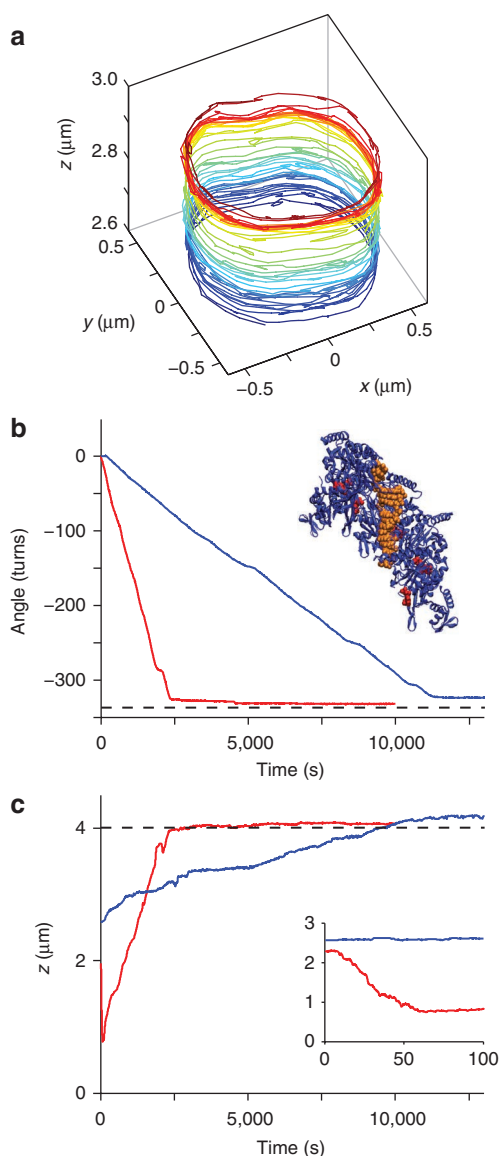 a
3.0
2.8
2.6
z (μm)
0.5
0
−0.5
y (μm)
−0.5
0
0.5
x (μm)
b
0
−100
−200
−300
Angle (turns)
0
5,000
10,000
Time (s)
c
4
2
0
z (μm)
3
2
1
0
0
50
100
0
5,000
10,000
Time (s)